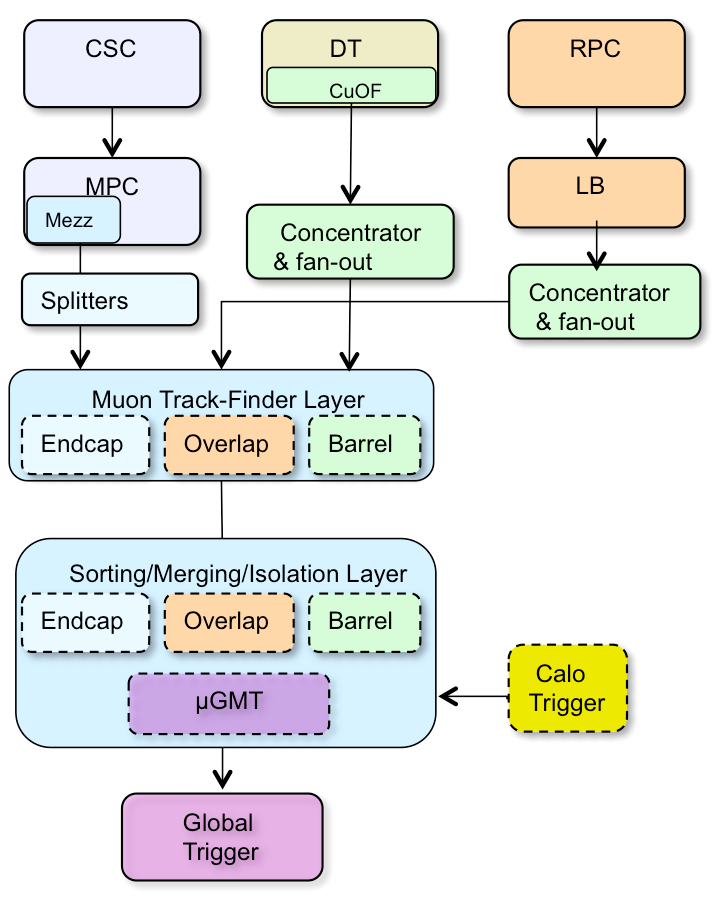 CSC
DT
CuOF
RPC
MPC
Mezz
LB
Concentrator
& fan-out
Splitters
Concentrator
& fan-out
Muon Track-Finder Layer
Endcap
Overlap
Barrel
Sorting/Merging/Isolation Layer
Endcap
Overlap
Barrel
µGMT
Calo
Trigger
Global
Trigger